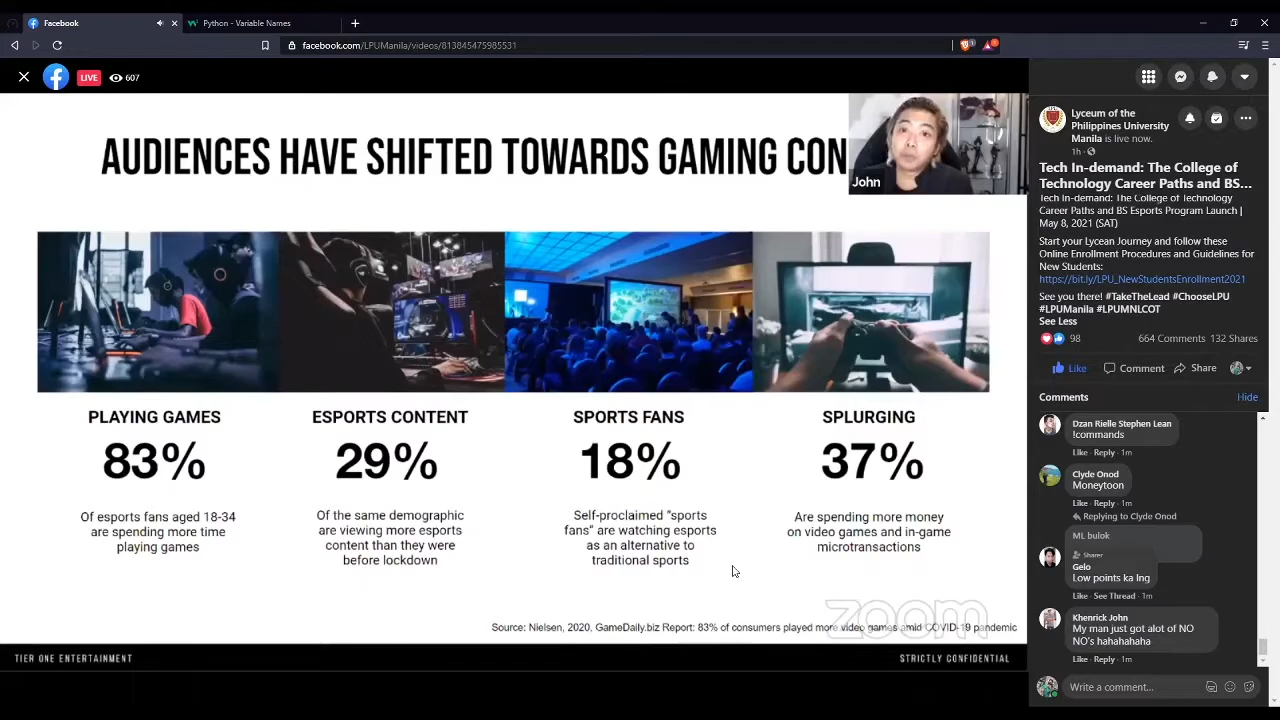 Facebook
Python - Variable Names
facebook.com/LPUManila/videos/813845475985531
LIVE
607
AUDIENCES HAVE SHIFTED TOWARDS GAMING CON
John
PLAYING GAMES
83%
Of esports fans aged 18-34
are spending more time
playing games
ESPORTS CONTENT
29%
Of the same demographic
are viewing more esports
content than they were
before lockdown
SPORTS FANS
18%
Self-proclaimed "sports
fans" are watching esports
as an alternative to
traditional sports
SPLURGING
37%
Are spending more money
on video games and in-game
microtransactions
zoom
Source: Nielsen, 2020, GameDaily.biz Report: 83% of consumers played more video games amid COVID-19 pandemic
TIER ONE ENTERTAINMENT
STRICTLY CONFIDENTIAL
Lyceum of the
Philippines University
Manila is live now.
1h
Tech In-demand: The College of
Technology Career Paths and BS...
Tech In-demand: The College of
Technology Career Paths and BS
Esports Program Launch |
May 8, 2021 (SAT)
Start your Lycean Journey and follow these
Online Enrollment Procedures and Guidelines for
New Students:
https://bit.ly/LPU_NewStudentsEnrollment2021
See you there! #TakeTheLead #ChooseLPU
#LPUManila #LPUMNLCOT
See Less
98
664 Comments 132 Shares
Like Comment Share
Comments Hide
Dzan Rielle Stephen Lean
!commands
Like · Reply · 1m
Clyde Onod
Moneytoon
Like · Reply · 1m
Replying to Clyde Onod
ML bulok
Sharer
Gelo
Low points ka lng
Like · See Thread · 1m
Khenrick John
My man just got alot of NO
NO's hahahahaha
Like · Reply · 1m
Write a comment...